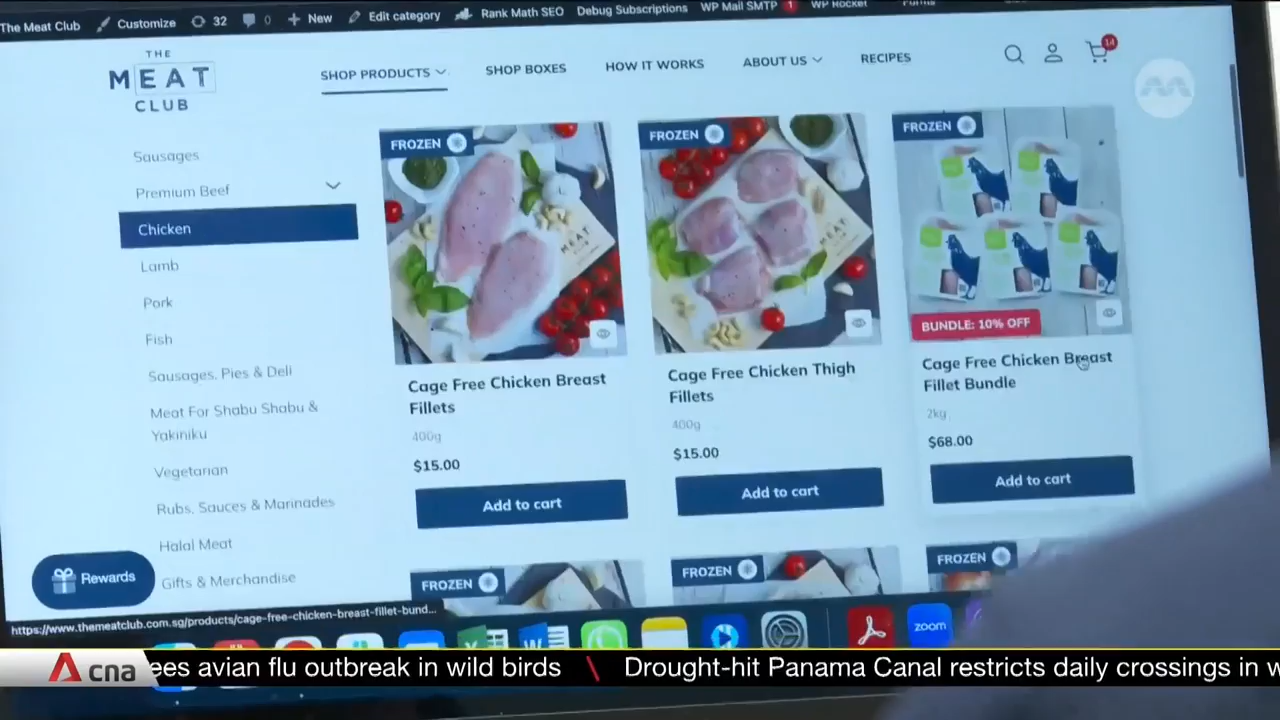 The Meat Club
Customize
32
0
New
Edit category
Rank Math SEO
Debug Subscriptions
WP Mail SMTP
1
WP Rocket
THE
MEAT
CLUB
SHOP PRODUCTS
SHOP BOXES
HOW IT WORKS
ABOUT US
RECIPES
14
Sausages
Premium Beef
Chicken
Lamb
Pork
Fish
Sausages, Pies & Deli
Meat For Shabu Shabu &
Yakiniku
Vegetarian
Rubs, Sauces & Marinades
Halal Meat
Gifts & Merchandise
Rewards
FROZEN
Cage Free Chicken Breast
Fillets
400g
$15.00
Add to cart
FROZEN
Cage Free Chicken Thigh
Fillets
400g
$15.00
Add to cart
FROZEN
BUNDLE: 10% OFF
Cage Free Chicken Breast
Fillet Bundle
2kg
$68.00
Add to cart
FROZEN
FROZEN
FROZEN
https://www.themeatclub.com.sg/products/cage-free-chicken-breast-fillet-bund...
zoom
cna
ees avian flu outbreak in wild birds \ Drought-hit Panama Canal restricts daily crossings in w